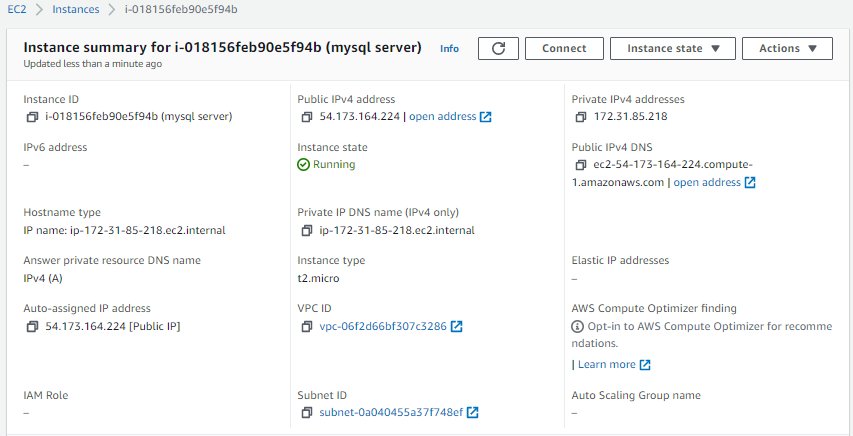 EC2 > Instances > i-018156feb90e5f94b
Instance summary for i-018156feb90e5f94b (mysql server) Info Connect Instance state ▼ Actions ▼
Updated less than a minute ago
Instance ID
i-018156feb90e5f94b (mysql server)
Public IPv4 address
54.173.164.224 | open address
Private IPv4 addresses
172.31.85.218
IPv6 address
–
Instance state
Running
Public IPv4 DNS
ec2-54-173-164-224.compute-
1.amazonaws.com | open address
Hostname type
IP name: ip-172-31-85-218.ec2.internal
Private IP DNS name (IPv4 only)
ip-172-31-85-218.ec2.internal
Answer private resource DNS name
IPv4 (A)
Instance type
t2.micro
Elastic IP addresses
–
Auto-assigned IP address
54.173.164.224 [Public IP]
VPC ID
vpc-06f2d66bf307c3286
AWS Compute Optimizer finding
Opt-in to AWS Compute Optimizer for recomme
ndations.
| Learn more
IAM Role
–
Subnet ID
subnet-0a040455a37f748ef
Auto Scaling Group name
–